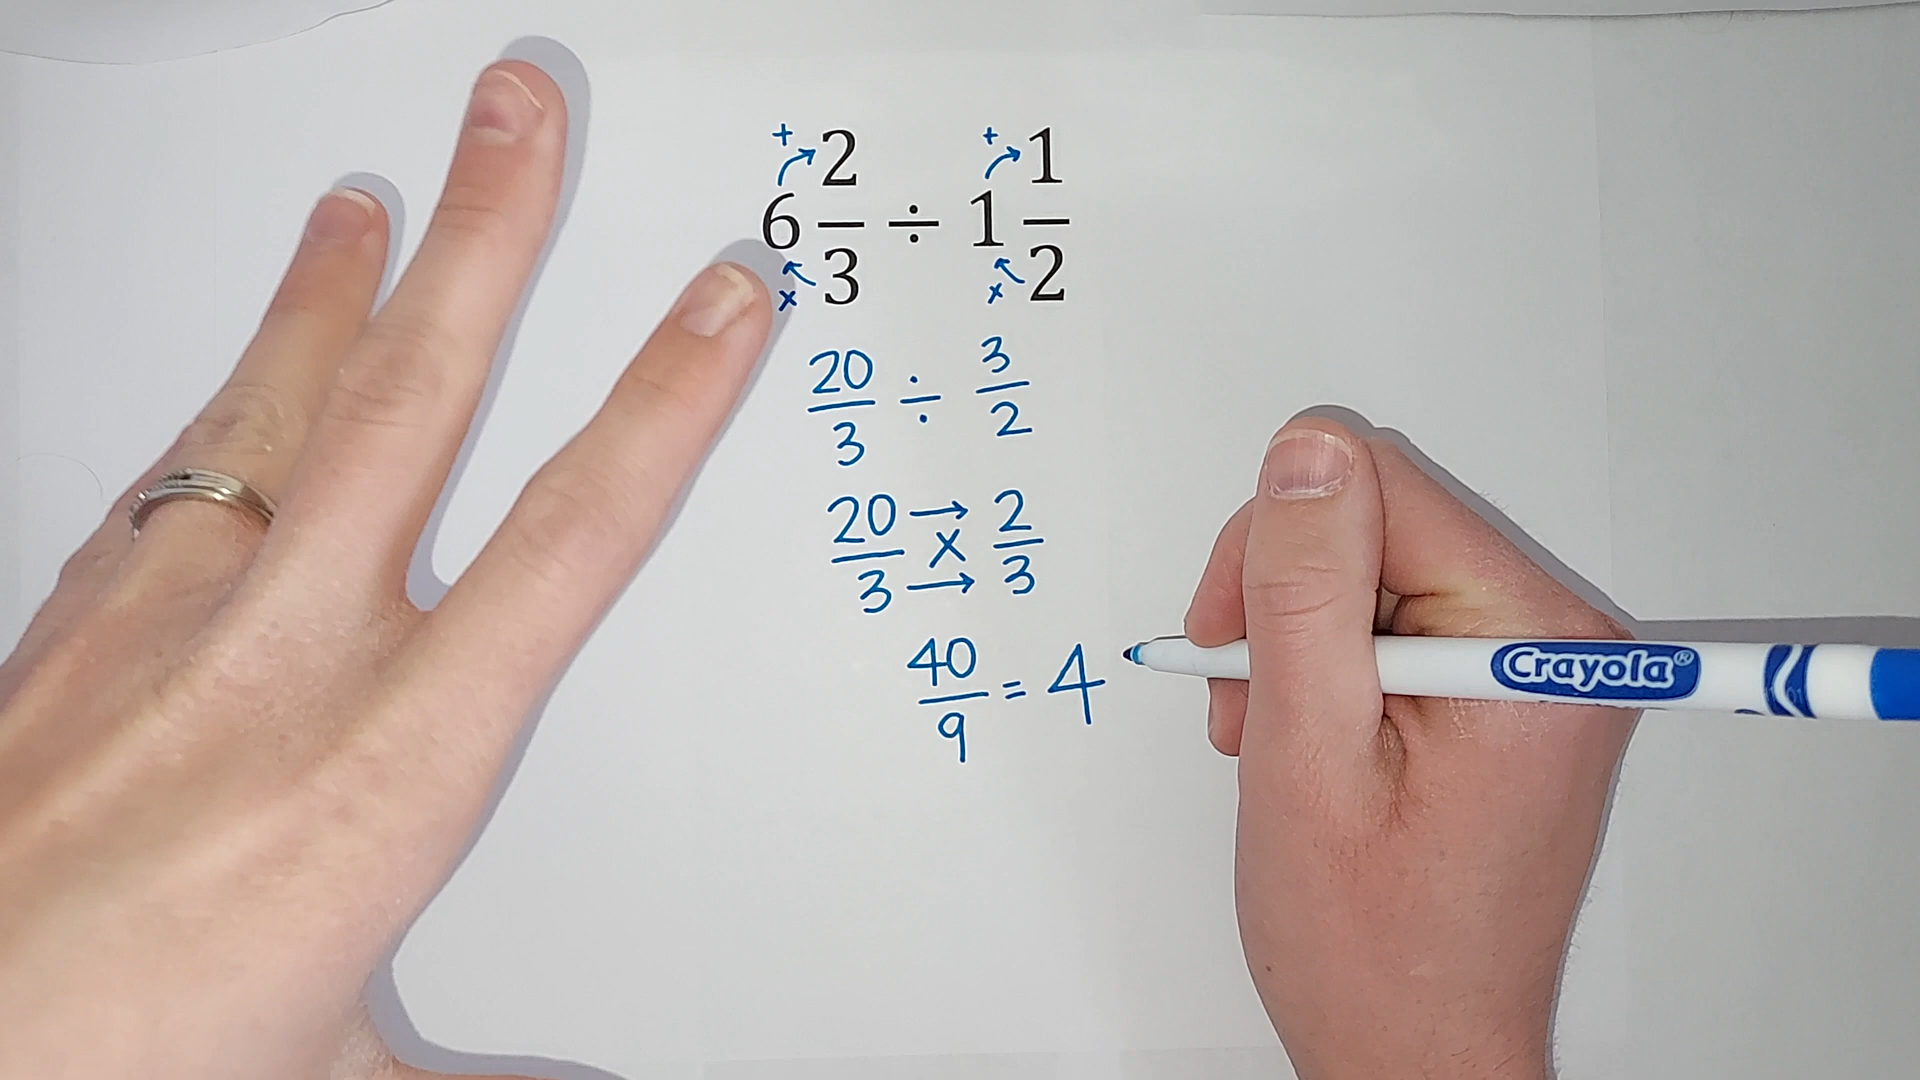 6 2/3 ÷ 1 1/2
+ x + x
20/3 ÷ 3/2
20/3 → x → 2/3
40/9 = 4
Crayola®